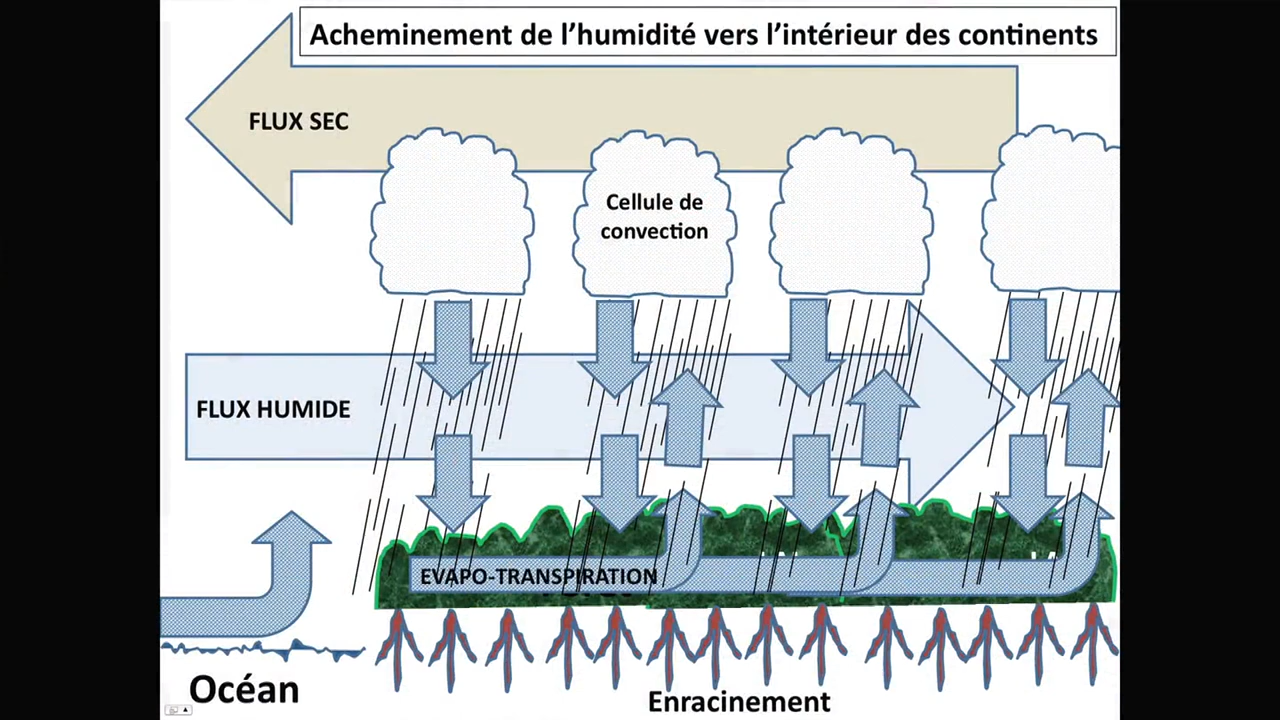 Acheminement de l’humidité vers l’intérieur des continents
FLUX SEC
Cellule de
convection
FLUX HUMIDE
EVAPO-TRANSPIRATION
Océan
Enracinement